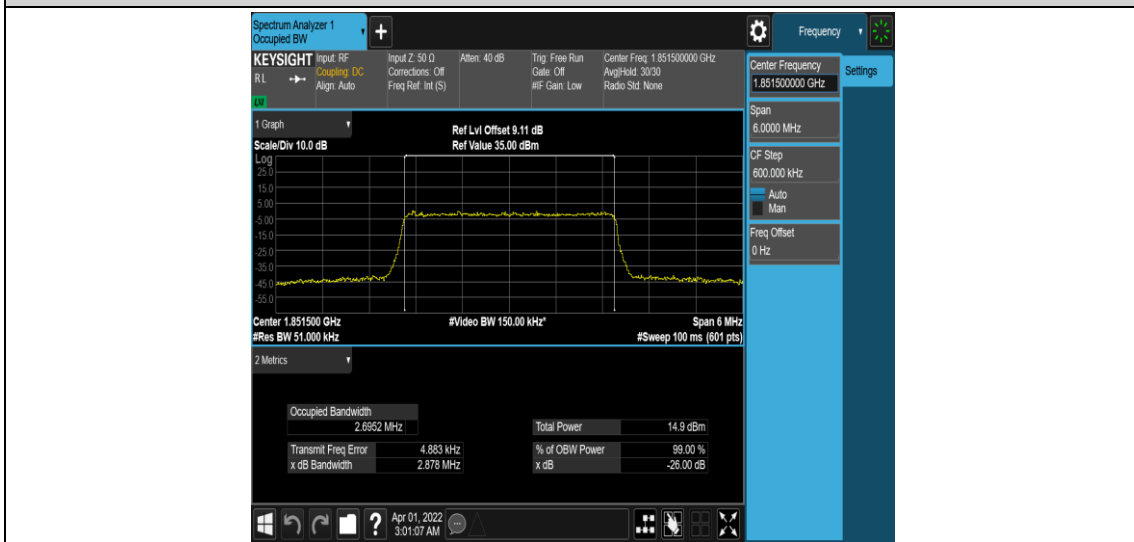 Spectrum Analyzer 1
Occupied BW
Frequency
KEYSIGHT
RL
LXI
Input: RF
Coupling: DC
Align: Auto
Input Z: 50 Ω
Corrections: Off
Freq Ref: Int (S)
Atten: 40 dB
Trig: Free Run
Gate: Off
#IF Gain: Low
Center Freq: 1.851500000 GHz
Avg|Hold: 30/30
Radio Std: None
Center Frequency
1.851500000 GHz
Settings
Span
6.0000 MHz
CF Step
600.000 kHz
Auto
Man
Freq Offset
0 Hz
1 Graph
Scale/Div 10.0 dB
Ref Lvl Offset 9.11 dB
Ref Value 35.00 dBm
Log
25.0
15.0
5.00
-5.00
-15.0
-25.0
-35.0
-45.0
-55.0
Center 1.851500 GHz
#Res BW 51.000 kHz
#Video BW 150.00 kHz*
Span 6 MHz
#Sweep 100 ms (601 pts)
2 Metrics
Occupied Bandwidth
2.6952 MHz
Total Power 14.9 dBm
Transmit Freq Error 4.883 kHz
% of OBW Power 99.00 %
x dB Bandwidth 2.878 MHz
x dB -26.00 dB
?
Apr 01, 2022
3:01:07 AM